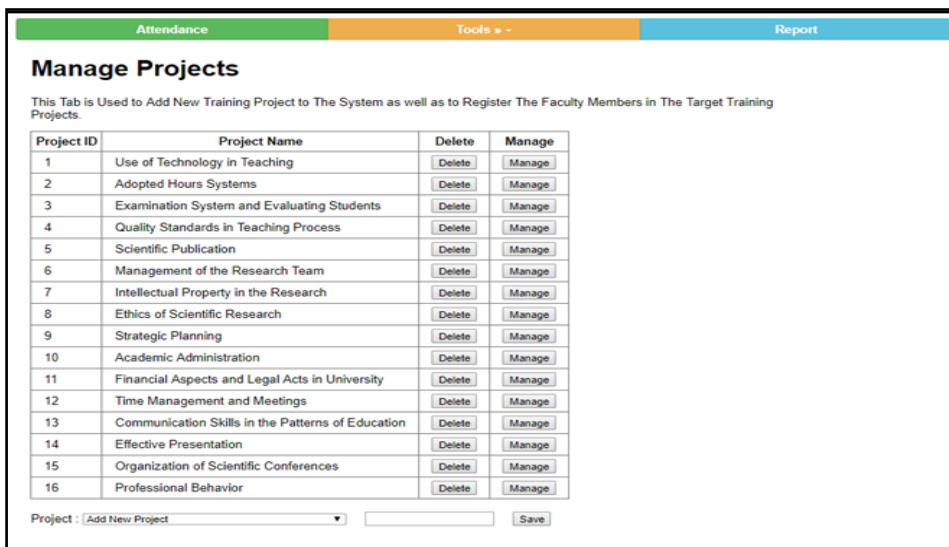 Attendance Tools » - Report
Manage Projects
This Tab is Used to Add New Training Project to The System as well as to Register The Faculty Members in The Target Training
Projects.
Project ID Project Name Delete Manage
1 Use of Technology in Teaching Delete Manage
2 Adopted Hours Systems Delete Manage
3 Examination System and Evaluating Students Delete Manage
4 Quality Standards in Teaching Process Delete Manage
5 Scientific Publication Delete Manage
6 Management of the Research Team Delete Manage
7 Intellectual Property in the Research Delete Manage
8 Ethics of Scientific Research Delete Manage
9 Strategic Planning Delete Manage
10 Academic Administration Delete Manage
11 Financial Aspects and Legal Acts in University Delete Manage
12 Time Management and Meetings Delete Manage
13 Communication Skills in the Patterns of Education Delete Manage
14 Effective Presentation Delete Manage
15 Organization of Scientific Conferences Delete Manage
16 Professional Behavior Delete Manage
Project : Add New Project Save